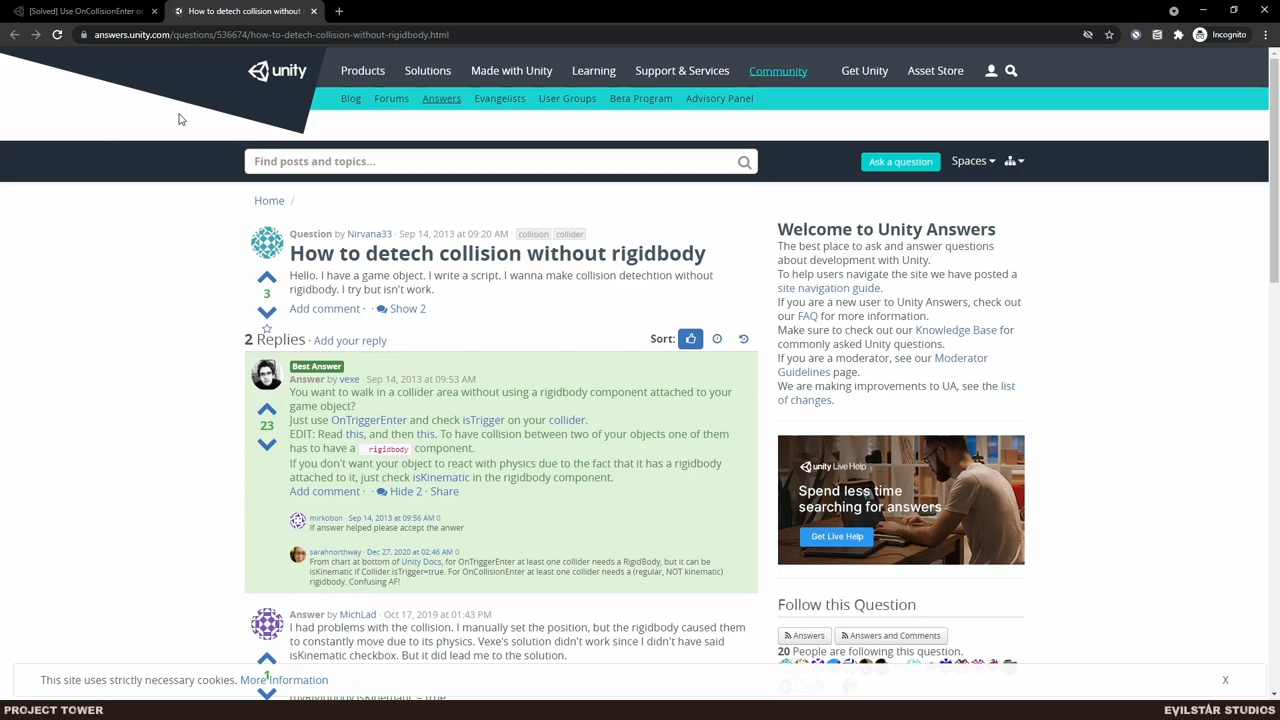 [Solved] Use OnCollisionEnter or
How to detech collision without
answers.unity.com/questions/536674/how-to-detech-collision-without-rigidbody.html
Incognito
unity
Products
Solutions
Made with Unity
Learning
Support & Services
Community
Get Unity
Asset Store
Blog
Forums
Answers
Evangelists
User Groups
Beta Program
Advisory Panel
Find posts and topics...
Ask a question
Spaces
Home /
Question by Nirvana33 · Sep 14, 2013 at 09:20 AM · collision collider
How to detech collision without rigidbody
Hello. I have a game object. I write a script. I wanna make collision detechtion without
rigidbody. I try but isn't work.
3
Add comment · Show 2
2 Replies · Add your reply
Sort:
Best Answer
Answer by vexe · Sep 14, 2013 at 09:53 AM
You want to walk in a collider area without using a rigidbody component attached to your
game object?
Just use OnTriggerEnter and check isTrigger on your collider.
23
EDIT: Read this, and then this. To have collision between two of your objects one of them
has to have a rigidbody component.
If you don't want your object to react with physics due to the fact that it has a rigidbody
attached to it, just check isKinematic in the rigidbody component.
Add comment · Hide 2 · Share
mirkobon · Sep 14, 2013 at 09:56 AM 0
If answer helped please accept the anwer
sarahnorthway · Dec 27, 2020 at 02:46 AM 0
From chart at bottom of Unity Docs, for OnTriggerEnter at least one collider needs a RigidBody, but it can be
isKinematic if Collider.isTrigger=true. For OnCollisionEnter at least one collider needs a (regular, NOT kinematic)
rigidbody. Confusing AF!
Answer by MichLad · Oct 17, 2019 at 01:43 PM
I had problems with the collision. I manually set the position, but the rigidbody caused them
to constantly move due to its physics. Vexe's solution didn't work since I didn't have said
isKinematic checkbox. But it did lead me to the solution.
1
myRigidbody.isKinematic = true
Welcome to Unity Answers
The best place to ask and answer questions
about development with Unity.
To help users navigate the site we have posted a
site navigation guide.
If you are a new user to Unity Answers, check out
our FAQ for more information.
Make sure to check out our Knowledge Base for
commonly asked Unity questions.
If you are a moderator, see our Moderator
Guidelines page.
We are making improvements to UA, see the list
of changes.
unity Live Help
Spend less time
searching for answers
Get Live Help
Follow this Question
Answers
Answers and Comments
20 People are following this question.
This site uses strictly necessary cookies. More Information
X
PROJECT TOWER
EVILSTAR STUDIOS